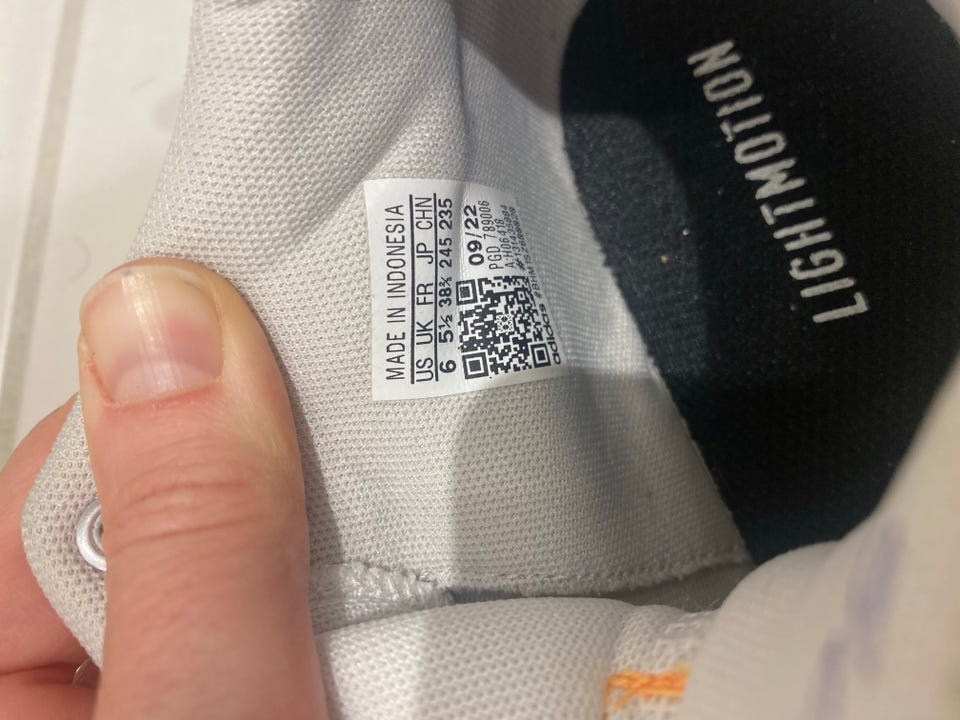 MADE IN INDONESIA
US UK FR JP CHN
6 5½ 38⅔ 245 235
09/22
PGD 789006
adidas
LIGHTMOTION